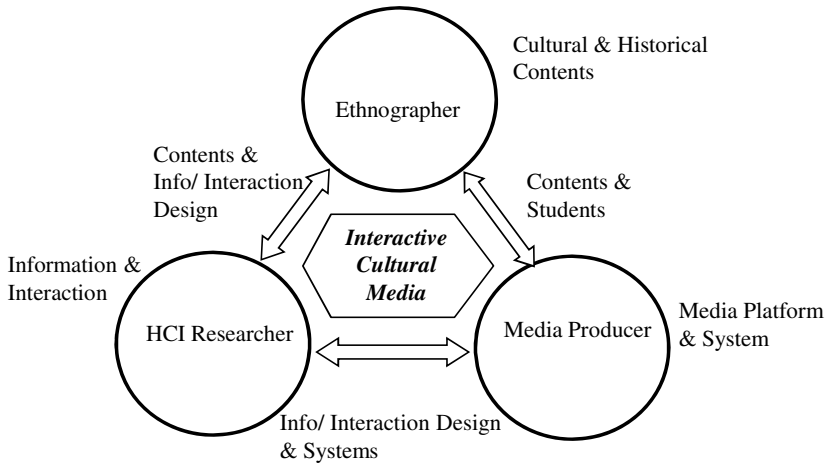 Cultural & Historical
Contents
Ethnographer
Contents &
Info/ Interaction
Design
Contents &
Students
Interactive
Cultural
Media
Information &
Interaction
HCI Researcher
Media Producer
Media Platform
& System
Info/ Interaction Design
& Systems